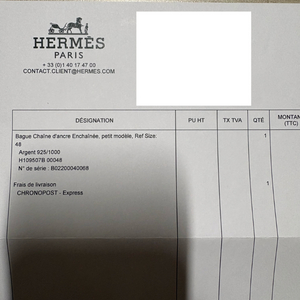 HERMÈS
PARIS
+ 33 (0)1 40 17 47 03
CONTACT.CLIENT@HERMES.COM
DÉSIGNATION PU HT TX TVA QTÉ MONTAN
(TTC)
Bague Chaîne d'ancre Enchaînée, petit modèle, Ref Size: 1
48
Argent 925/1000
H109507B 00048
N° de série : B02200040068
Frais de livraison 1
CHRONOPOST - Express